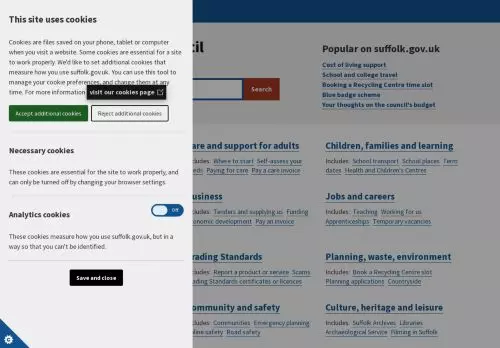 This site uses cookies
Cookies are files saved on your phone, tablet or computer
when you visit a website. Some cookies are essential for a site
to work properly. We'd like to set additional cookies that
measure how you use suffolk.gov.uk. You can use this tool to
manage your cookie preferences, and change them at any
time. For more information visit our cookies page
Accept additional cookies
Reject additional cookies
Necessary cookies
These cookies are essential for the site to work properly, and
can only be turned off by changing your browser settings.
Analytics cookies
Off
These cookies measure how you use suffolk.gov.uk, but in a
way so that you can't be identified.
Save and close
Search
Popular on suffolk.gov.uk
Cost of living support
School and college travel
Booking a Recycling Centre time slot
Blue badge scheme
Your thoughts on the council's budget
are and support for adults
Includes: Where to start Self-assess your
Paying for care Pay a care invoice
Children, families and learning
Includes: School transport School places Term
dates Health and Children's Centres
usiness
Includes: Tenders and supplying us Funding
onomic development Pay an invoice
Jobs and careers
Includes: Teaching Working for us
Apprenticeships Temporary vacancies
rading Standards
Includes: Report a product or service Scams
ading Standards certificates or licences
Planning, waste, environment
Includes: Book a Recycling Centre slot
Planning applications Countryside
ommunity and safety
Includes: Communities Emergency planning
nline safety Road safety
Culture, heritage and leisure
Includes: Suffolk Archives Libraries
Archaeological Service Filming in Suffolk